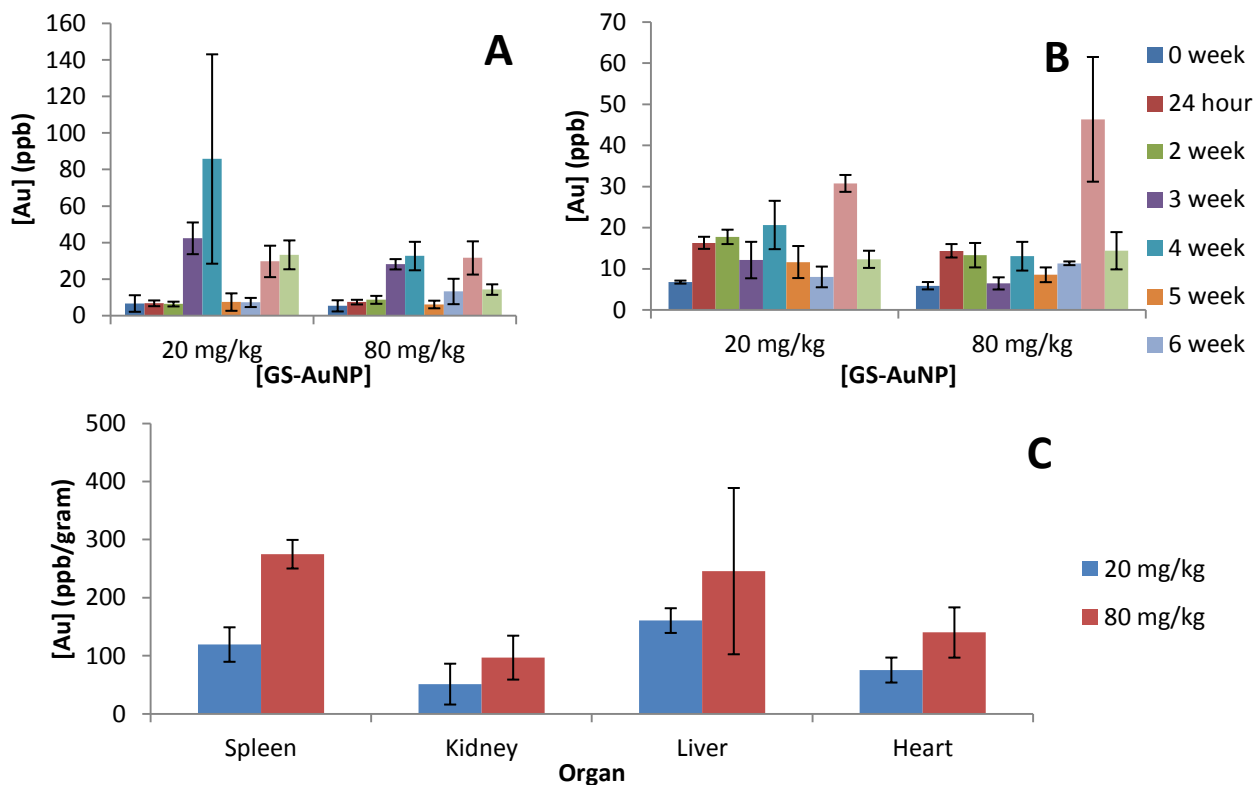 A
[Au] (ppb)
160
140
120
100
80
60
40
20
0
20 mg/kg
80 mg/kg
[GS-AuNP]
B
[Au] (ppb)
70
60
50
40
30
20
10
0
20 mg/kg
80 mg/kg
[GS-AuNP]
0 week
24 hour
2 week
3 week
4 week
5 week
6 week
C
[Au] (ppb/gram)
500
400
300
200
100
0
Spleen
Kidney
Liver
Heart
Organ
20 mg/kg
80 mg/kg